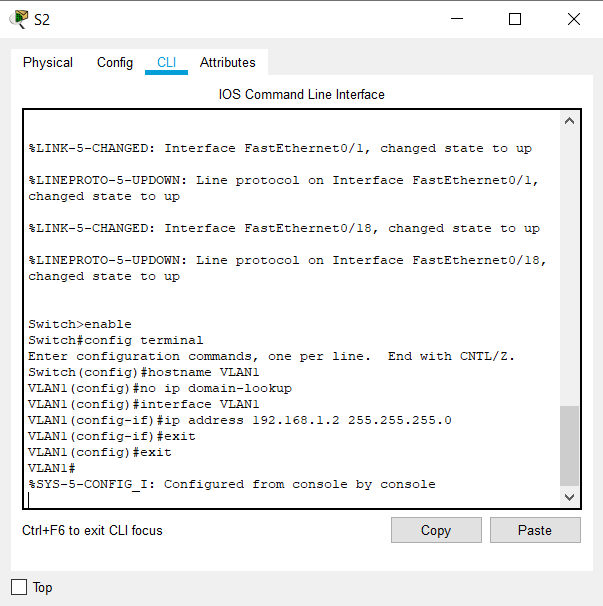 S2
Physical Config CLI Attributes
IOS Command Line Interface
%LINK-5-CHANGED: Interface FastEthernet0/1, changed state to up
%LINEPROTO-5-UPDOWN: Line protocol on Interface FastEthernet0/1,
changed state to up
%LINK-5-CHANGED: Interface FastEthernet0/18, changed state to up
%LINEPROTO-5-UPDOWN: Line protocol on Interface FastEthernet0/18,
changed state to up
Switch>enable
Switch#config terminal
Enter configuration commands, one per line.  End with CNTL/Z.
Switch(config)#hostname VLAN1
VLAN1(config)#no ip domain-lookup
VLAN1(config)#interface VLAN1
VLAN1(config-if)#ip address 192.168.1.2 255.255.255.0
VLAN1(config-if)#exit
VLAN1(config)#exit
VLAN1#
%SYS-5-CONFIG_I: Configured from console by console
Ctrl+F6 to exit CLI focus Copy Paste
Top